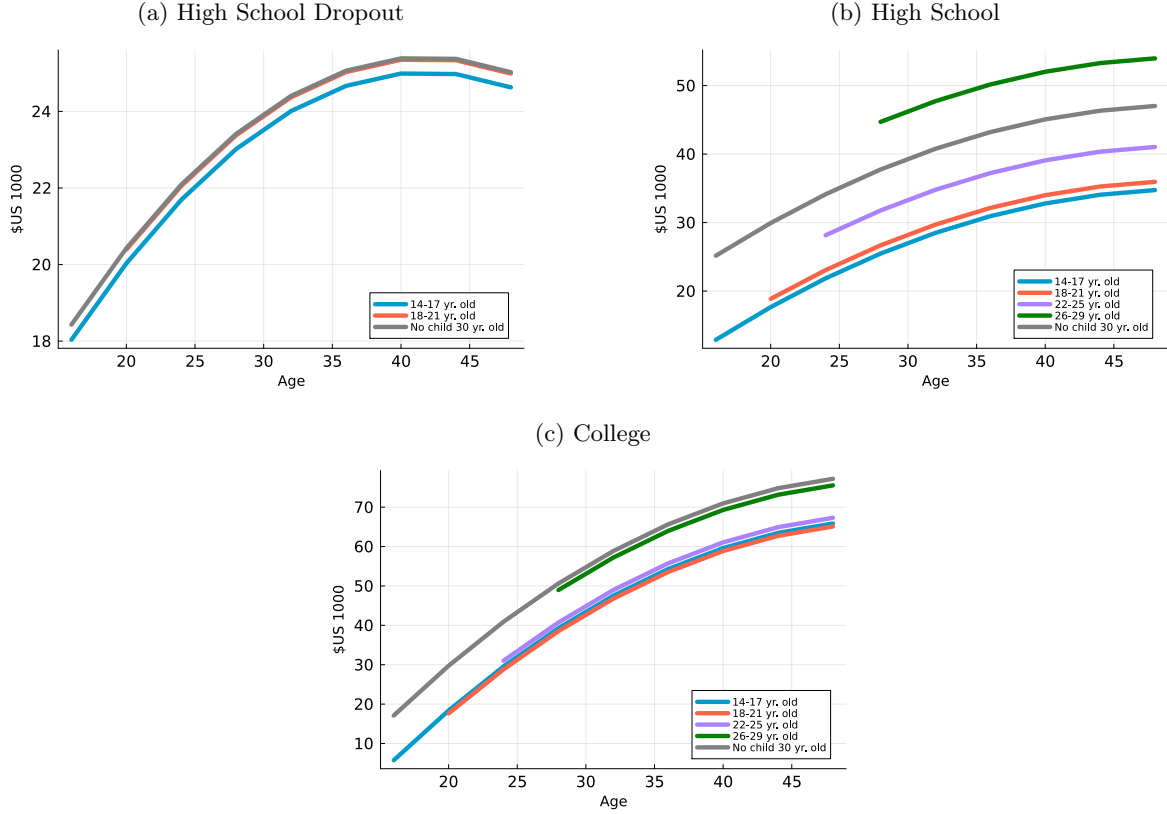 (a) High School Dropout
$US 1000
24
22
20
18
20
25
30
35
40
45
Age
14-17 yr. old
18-21 yr. old
No child 30 yr. old
(b) High School
$US 1000
50
40
30
20
20
25
30
35
40
45
Age
14-17 yr. old
18-21 yr. old
22-25 yr. old
26-29 yr. old
No child 30 yr. old
(c) College
$US 1000
70
60
50
40
30
20
10
20
25
30
35
40
45
Age
14-17 yr. old
18-21 yr. old
22-25 yr. old
26-29 yr. old
No child 30 yr. old